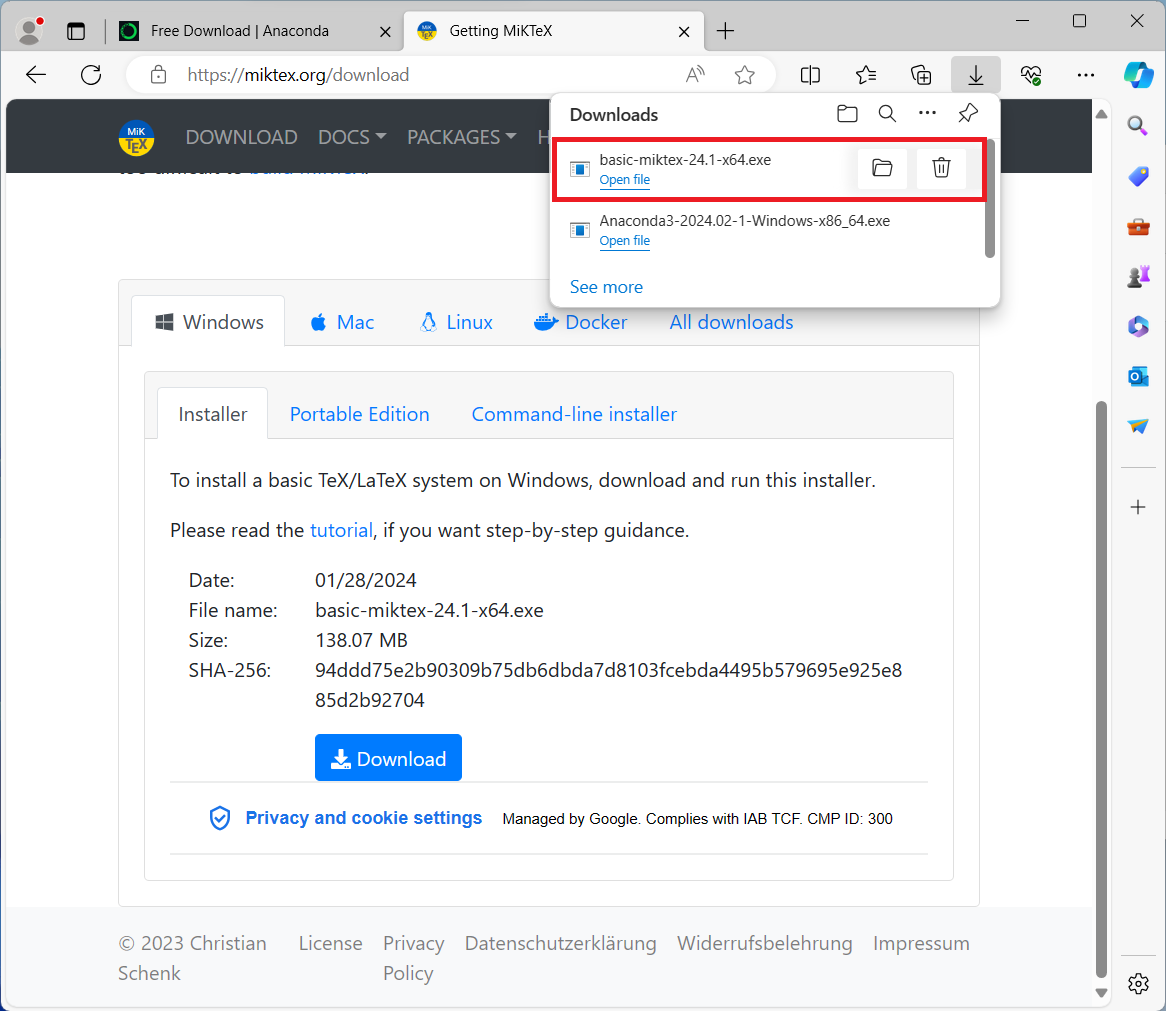 Free Download | Anaconda
Getting MiKTeX
https://miktex.org/download
Downloads
basic-miktex-24.1-x64.exe
Open file
Anaconda3-2024.02-1-Windows-x86_64.exe
Open file
See more
MiK
TEX
DOWNLOAD DOCS PACKAGES H
Windows Mac Linux Docker All downloads
Installer Portable Edition Command-line installer
To install a basic TeX/LaTeX system on Windows, download and run this installer.
Please read the tutorial, if you want step-by-step guidance.
Date: 01/28/2024
File name: basic-miktex-24.1-x64.exe
Size: 138.07 MB
SHA-256: 94ddd75e2b90309b75db6dbda7d8103fcebda4495b579695e925e8
85d2b92704
Download
Privacy and cookie settings Managed by Google. Complies with IAB TCF. CMP ID: 300
© 2023 Christian Schenk
License
Privacy Policy
Datenschutzerklärung
Widerrufsbelehrung
Impressum